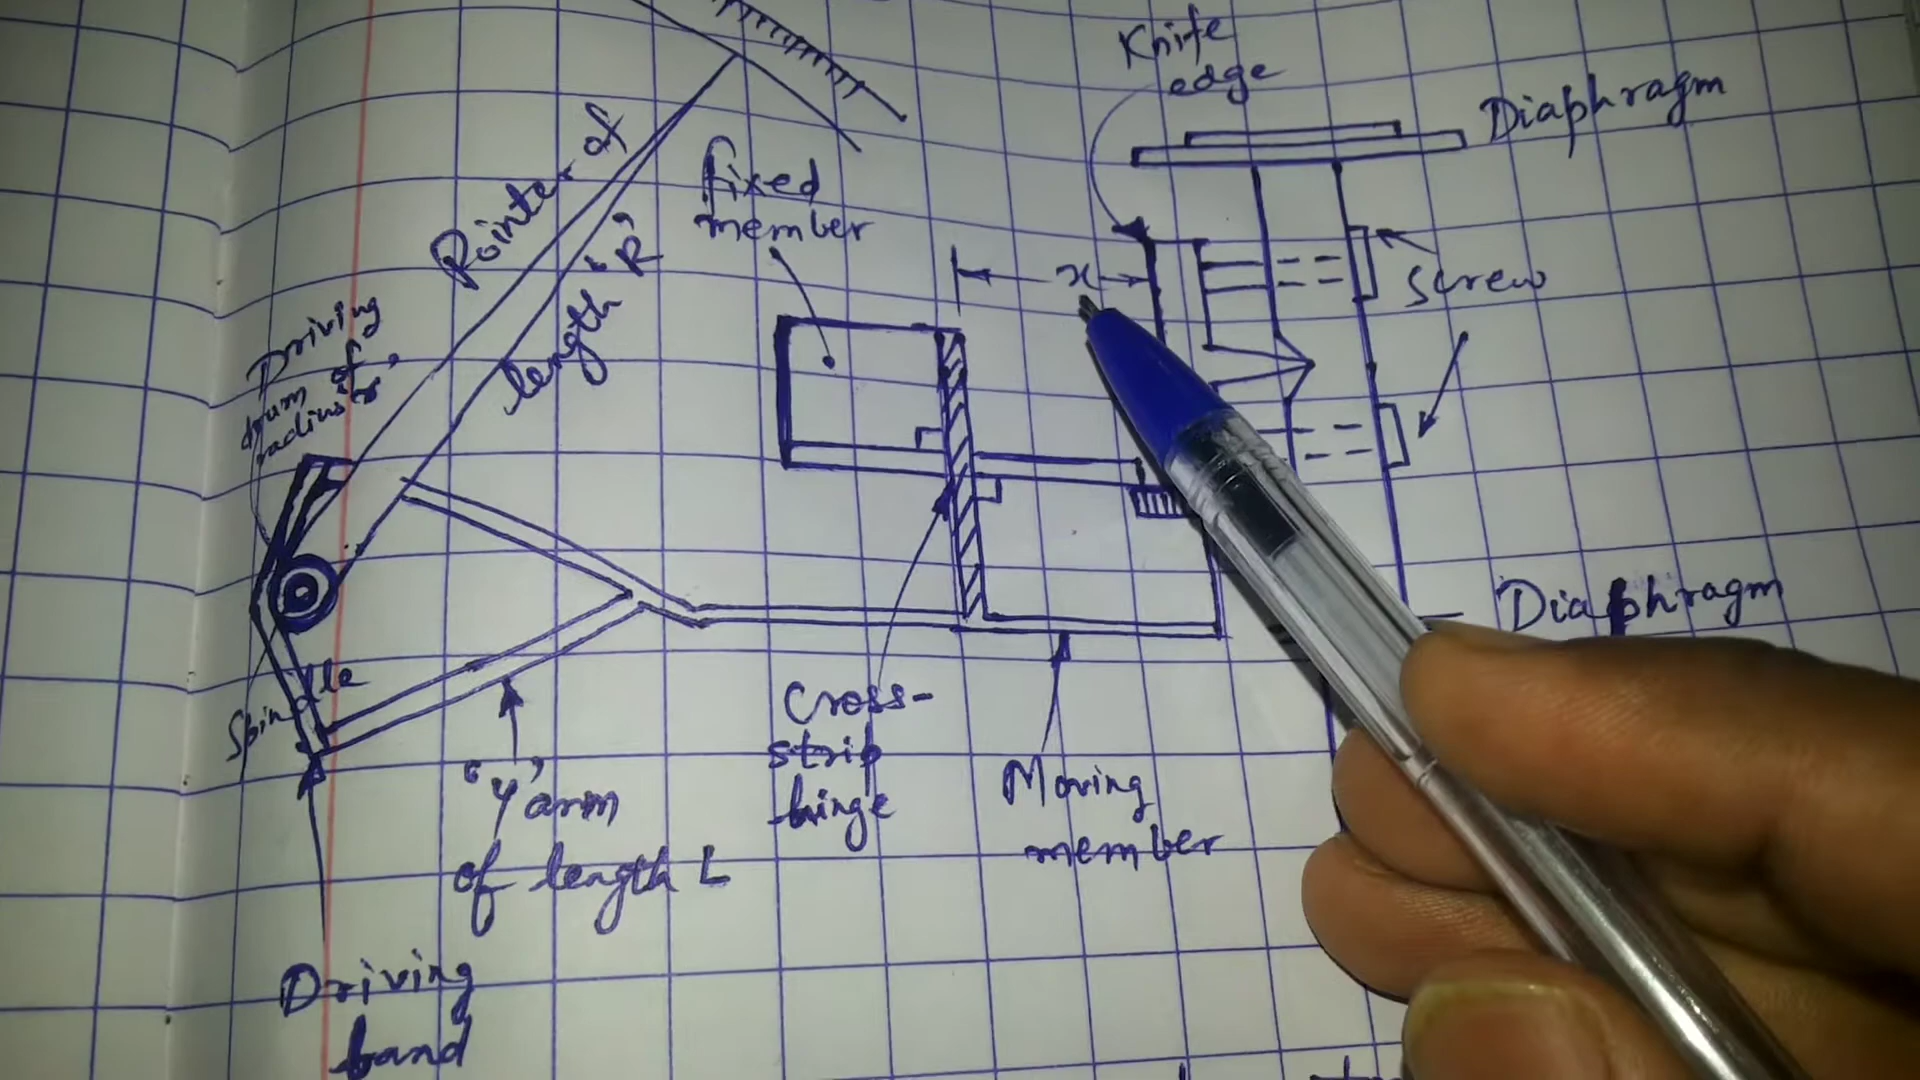 Knife
edge
Diaphragm
Pointer of
length 'R'
fixed
member
x
Screw
Driving
drum of
radius 'r'
Diaphragm
Spindle
'Y' arm
of length L
Cross-
strip
hinge
Moving
member
Driving
band